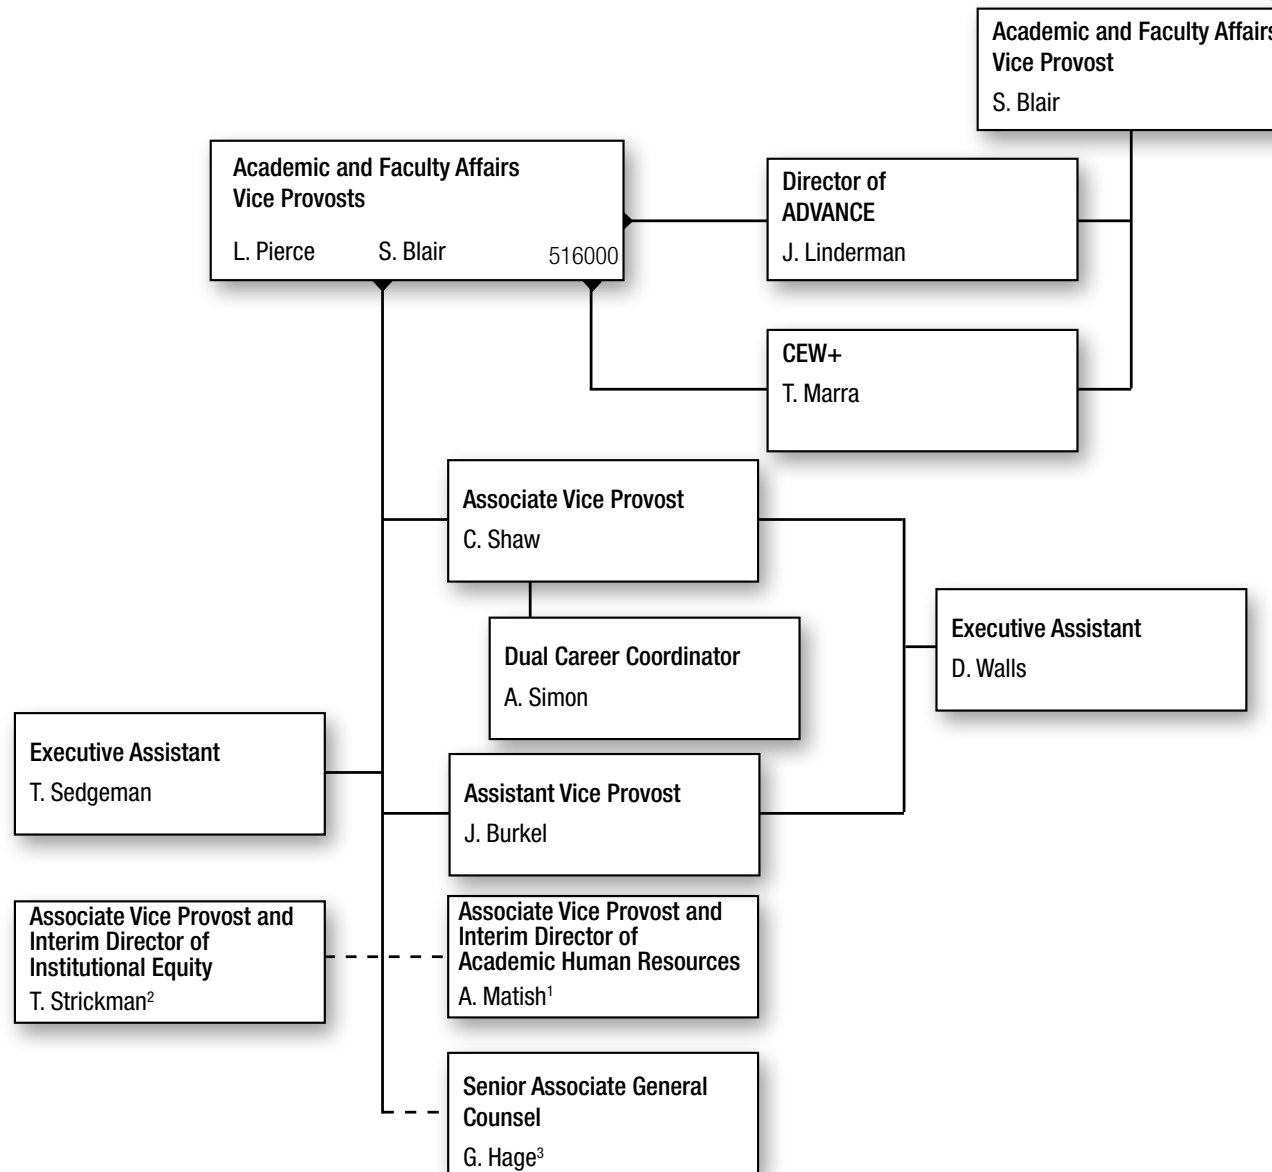 Academic and Faculty Affairs
Vice Provost
S. Blair
Academic and Faculty Affairs
Vice Provosts
L. Pierce S. Blair 516000
Director of
ADVANCE
J. Linderman
CEW+
T. Marra
Associate Vice Provost
C. Shaw
Dual Career Coordinator
A. Simon
Executive Assistant
D. Walls
Executive Assistant
T. Sedgeman
Assistant Vice Provost
J. Burkel
Associate Vice Provost and
Interim Director of
Institutional Equity
T. Strickman²
Associate Vice Provost and
Interim Director of
Academic Human Resources
A. Matish¹
Senior Associate General
Counsel
G. Hage³